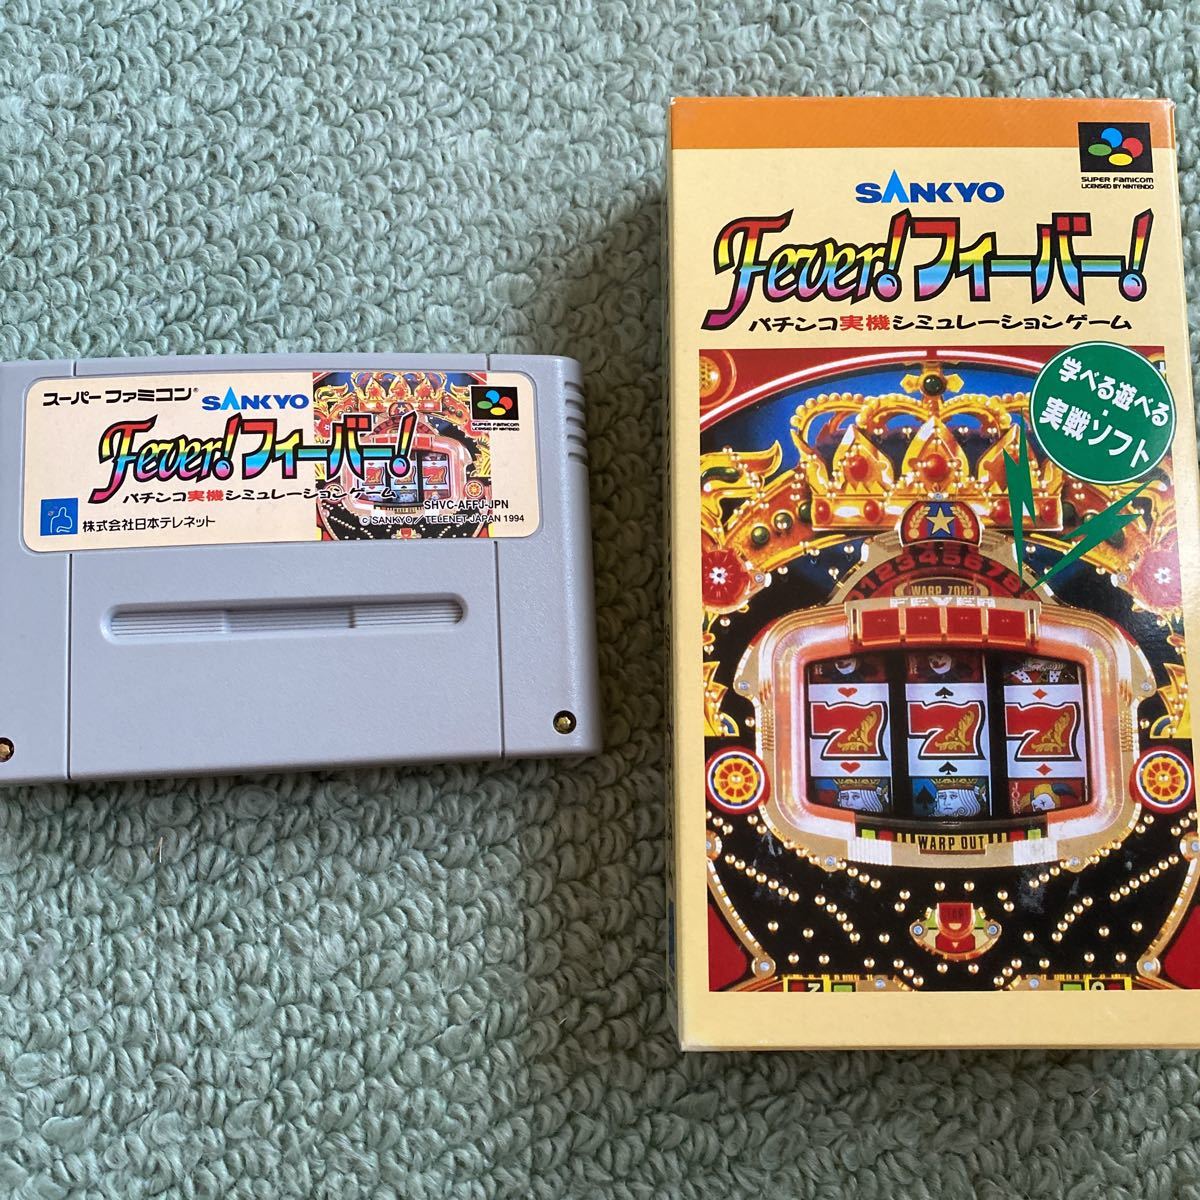 スーパーファミコン®
SANKYO
Fever!フィーバー!
パチンコ実機シミュレーションゲーム
株式会社日本テレネット
SUPER FAMICOM
LICENSED BY NINTENDO
SHVC-AFFJ-JPN
© SANKYO/TELENET JAPAN 1994
SUPER FAMICOM
LICENSED BY NINTENDO
SANKYO
Fever!フィーバー!
パチンコ実機シミュレーションゲーム
学べる遊べる
・
実戦ソフト
123456789
WARP ZONE
FEVER
7 7 7
JOKER
WARP OUT